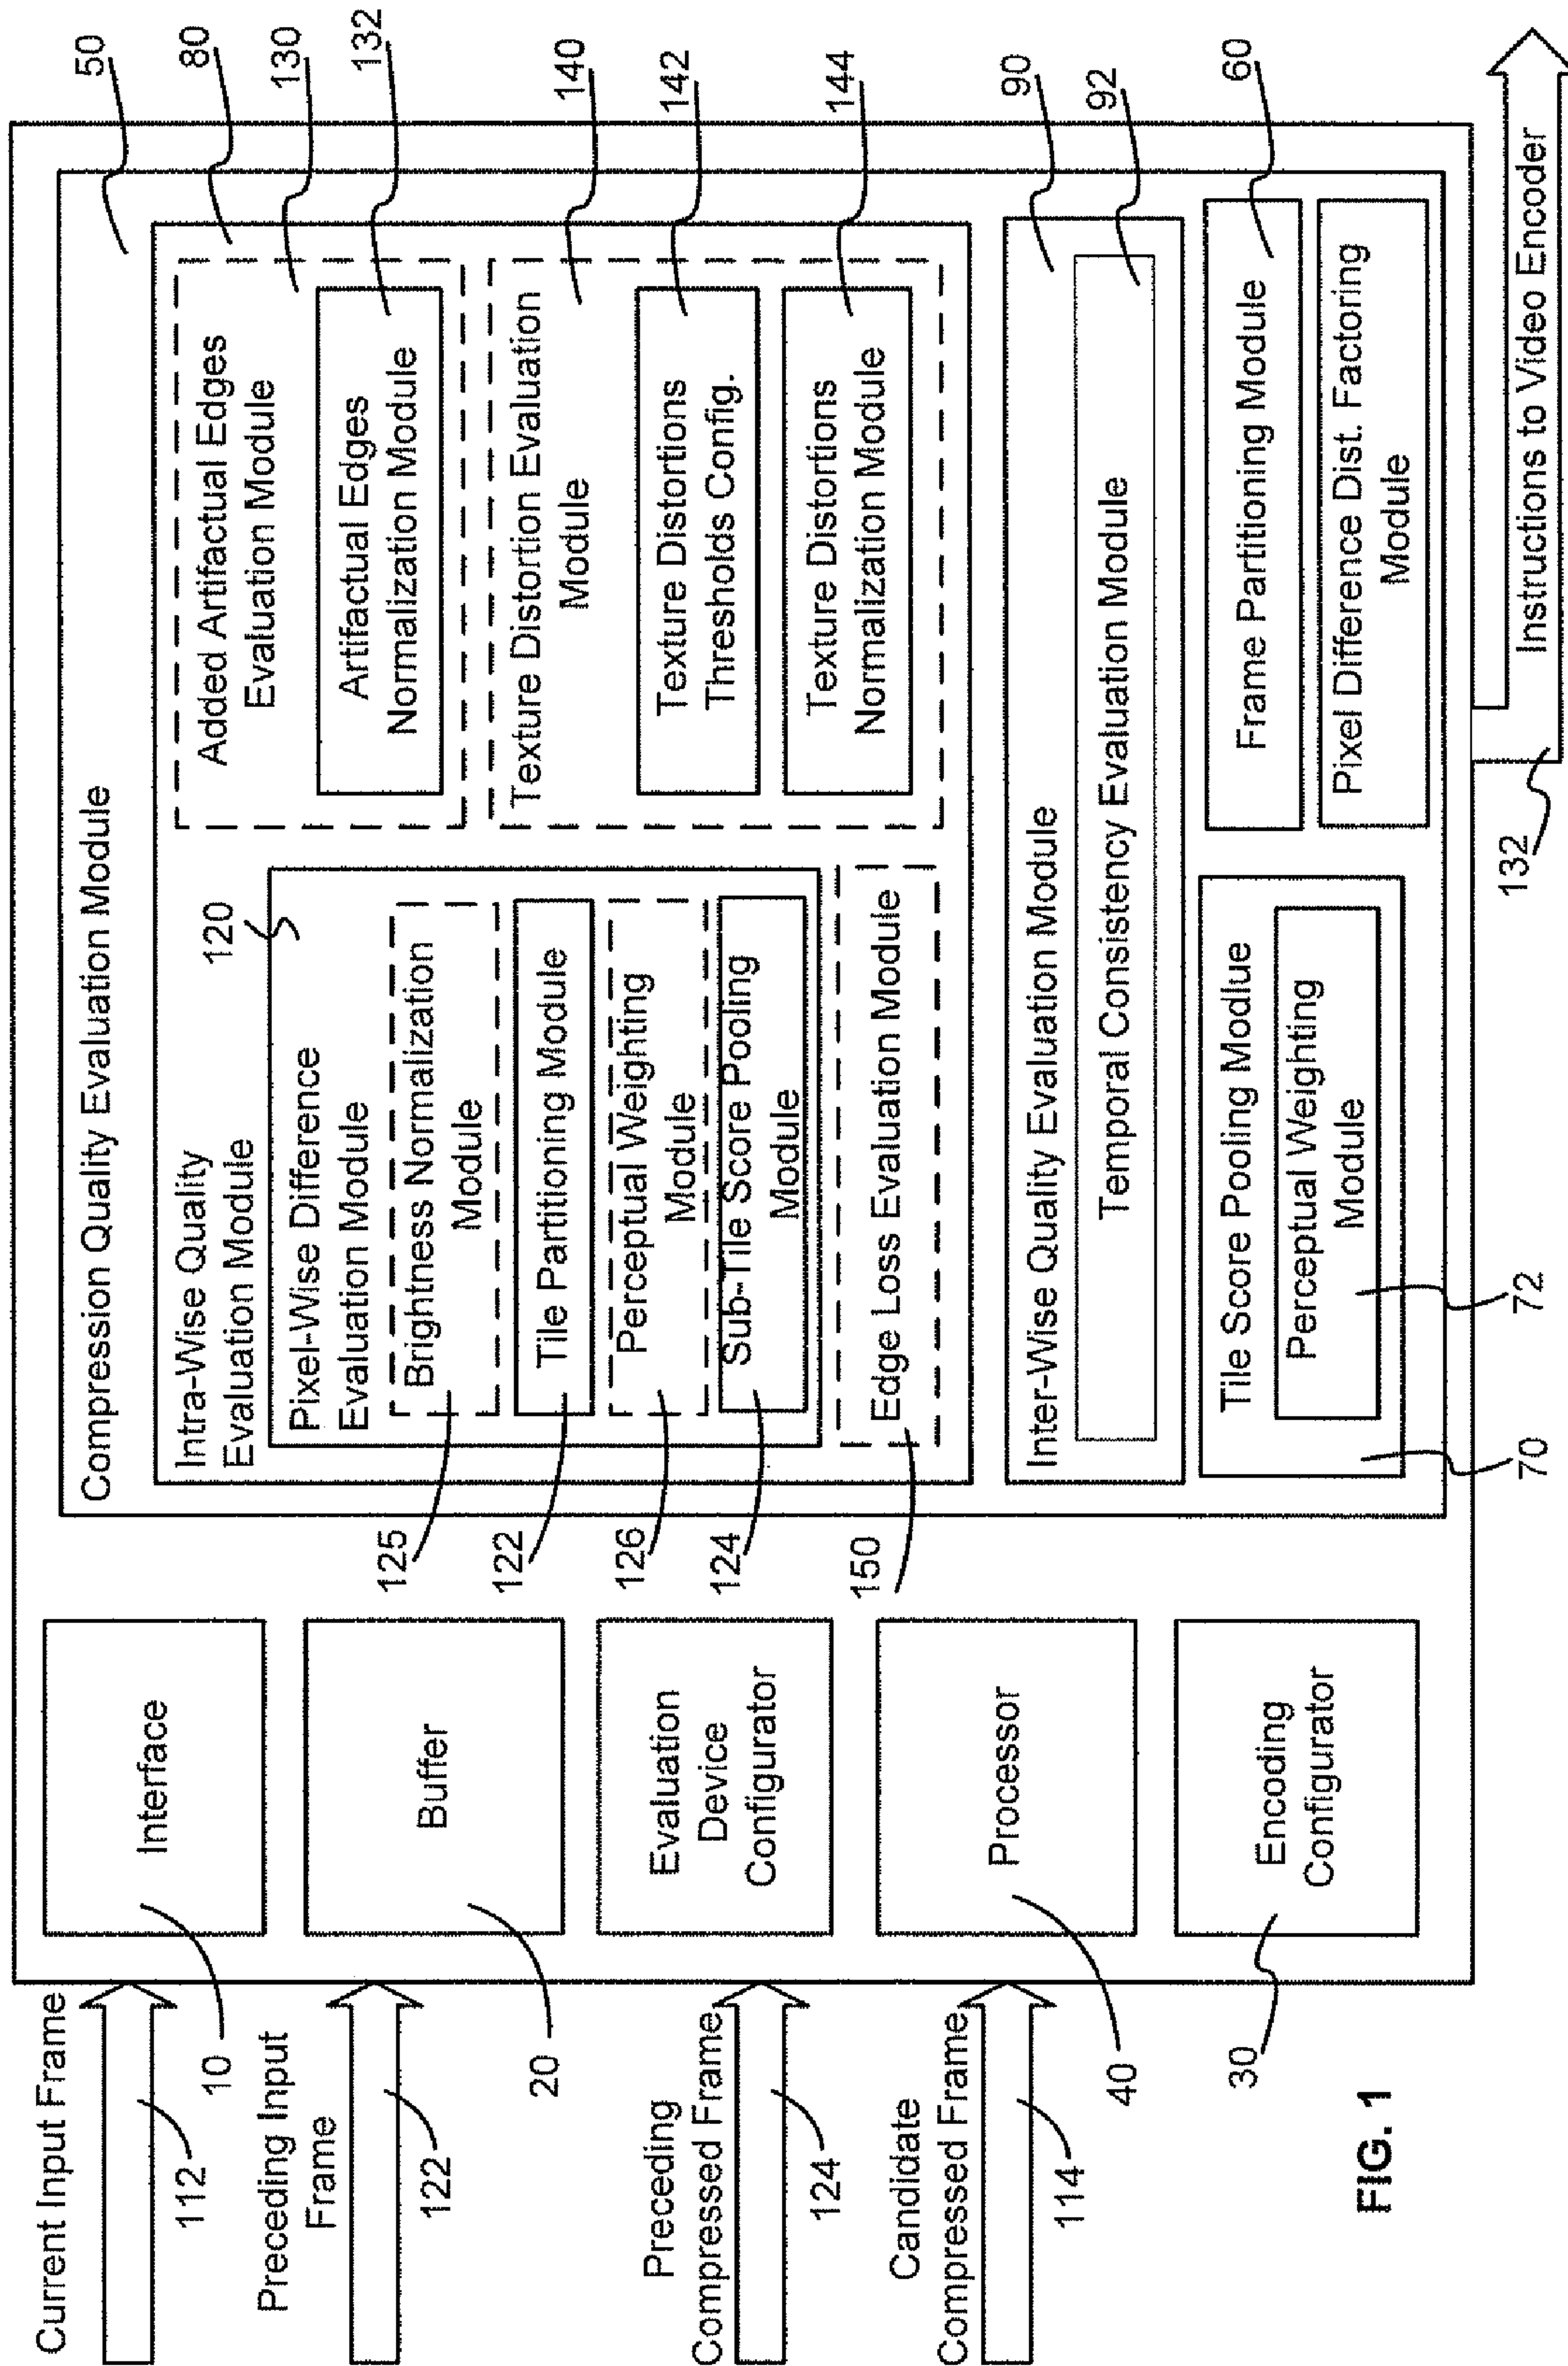 Current Input Frame
112
Preceding Input
Frame
122
Preceding
Compressed Frame
124
Candidate
Compressed Frame
114
Interface
10
Buffer
20
Evaluation
Device
Configurator
Processor
40
Encoding
Configurator
30
Compression Quality Evaluation Module
50
Intra-Wise Quality
Evaluation Module
80
120
Pixel-Wise Difference
Evaluation Module
Brightness Normalization
Module
125
Tile Partitioning Module
122
Perceptual Weighting
Module
126
Sub-Tile Score Pooling
Module
124
Edge Loss Evaluation Module
150
Added Artifactual Edges
Evaluation Module
130
Artifactual Edges
Normalization Module
132
Texture Distortion Evaluation
Module
140
Texture Distortions
Thresholds Config.
142
Texture Distortions
Normalization Module
144
Inter-Wise Quality Evaluation Module
90
Temporal Consistency Evaluation Module
92
Tile Score Pooling Modlue
70
Perceptual Weighting
Module
72
Frame Partitioning Module
60
Pixel Difference Dist. Factoring
Module
Instructions to Video Encoder
132
FIG. 1